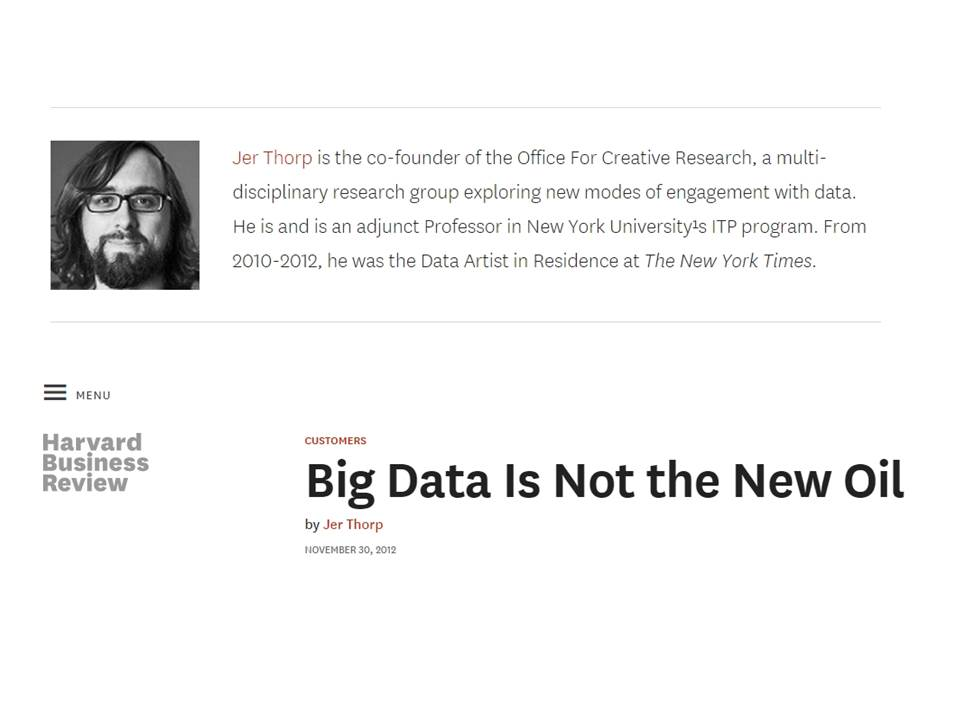 Jer Thorp is the co-founder of the Office For Creative Research, a multi-
disciplinary research group exploring new modes of engagement with data.
He is and is an adjunct Professor in New York University¹s ITP program. From
2010-2012, he was the Data Artist in Residence at The New York Times.
MENU
Harvard
Business
Review
CUSTOMERS
Big Data Is Not the New Oil
by Jer Thorp
NOVEMBER 30, 2012